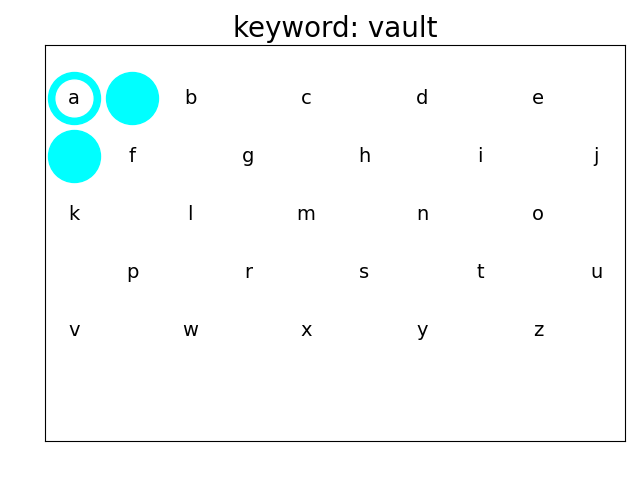 keyword: vault
a b c d e
f g h i j
k l m n o
p r s t u
v w x y z